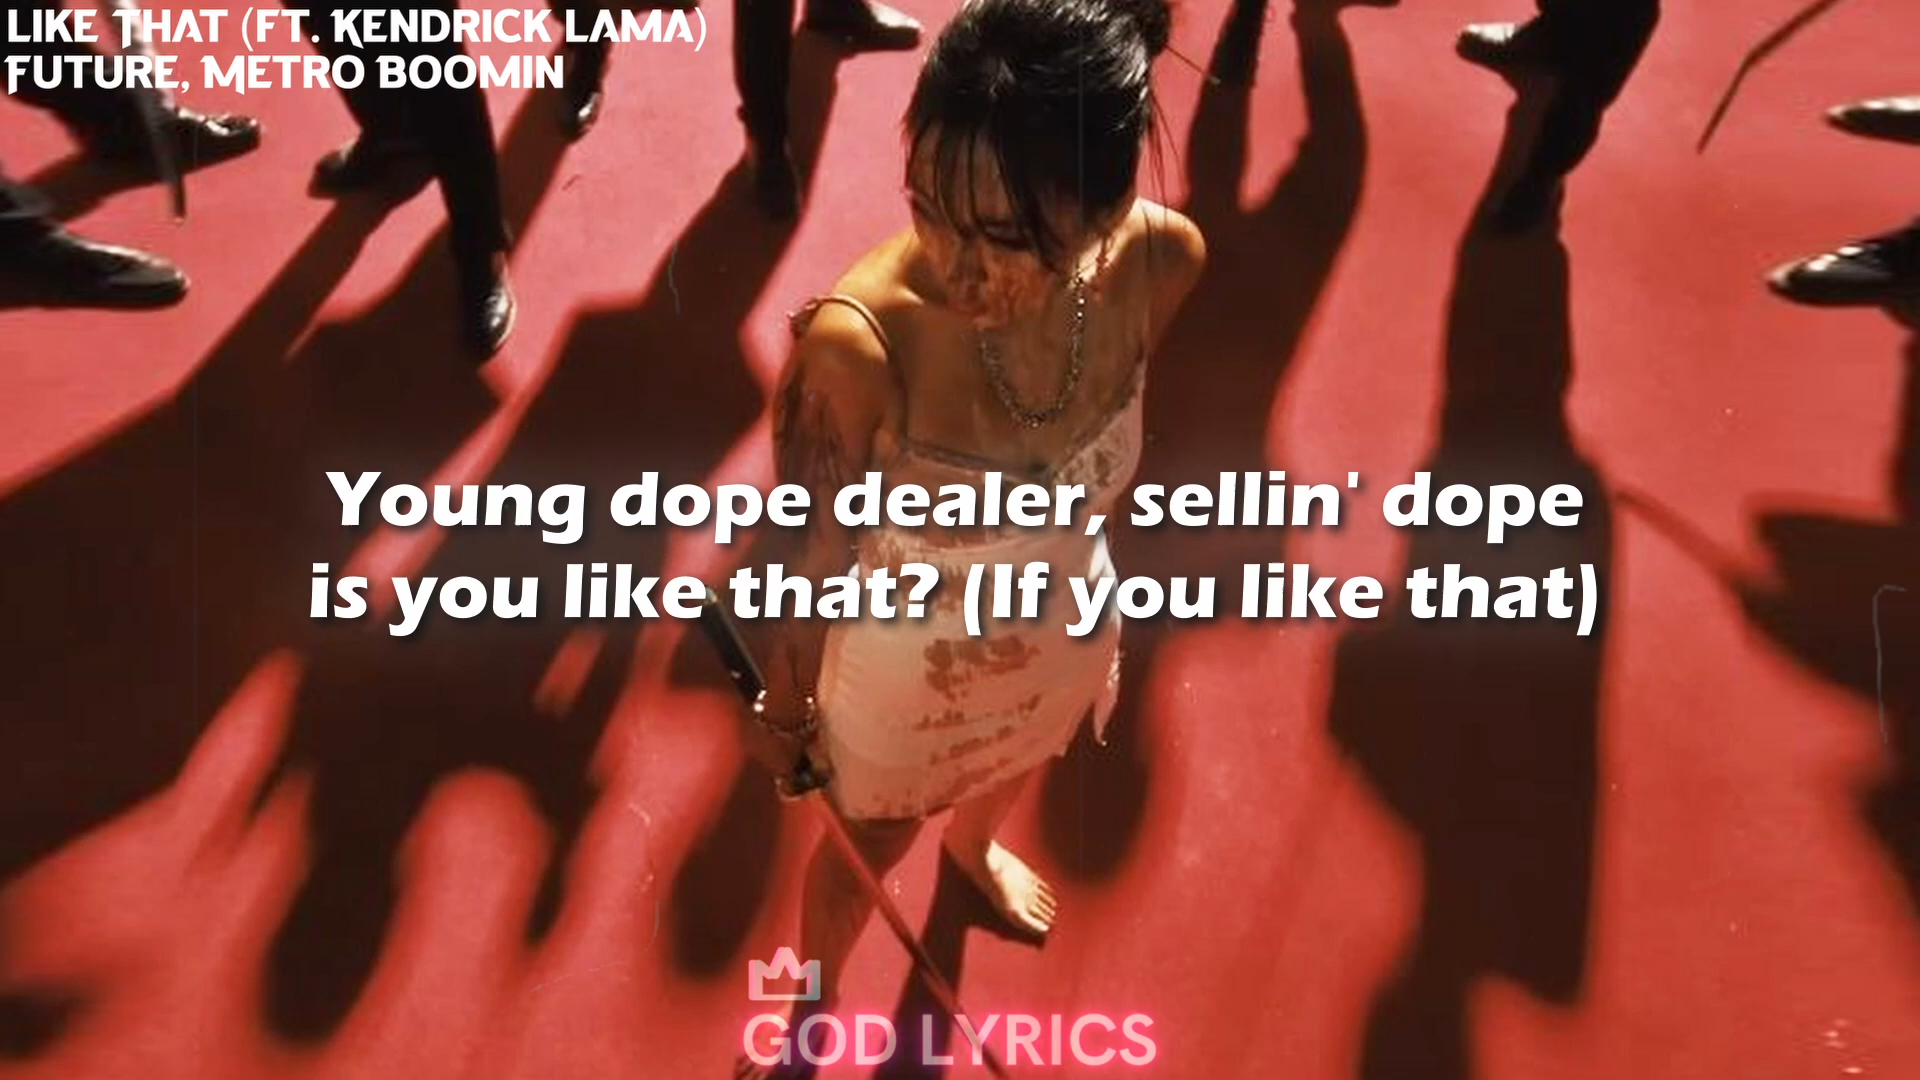 LIKE THAT (FT. KENDRICK LAMA)
FUTURE, METRO BOOMIN
Young dope dealer, sellin' dope
is you like that? (If you like that)
GOD LYRICS